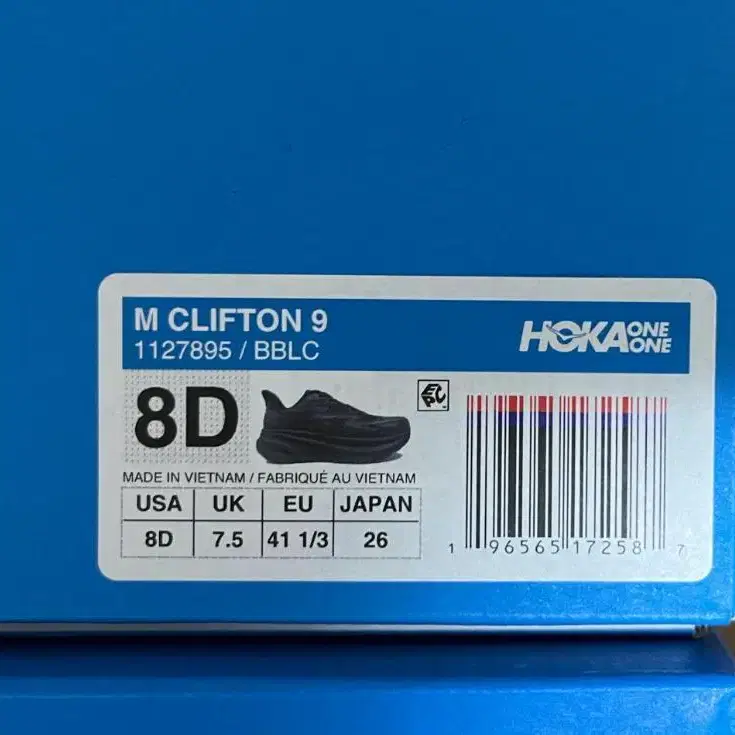 M CLIFTON 9
1127895 / BBLC
HOKA ONE ONE
8D
EPC
MADE IN VIETNAM / FABRIQUÉ AU VIETNAM
USA UK EU JAPAN
8D 7.5 41 1/3 26
1 96565 17258 7